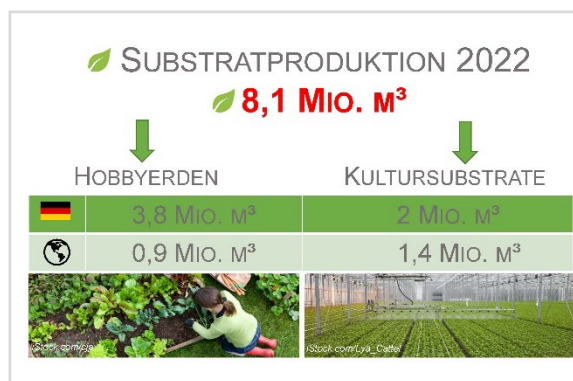 SUBSTRATPRODUKTION 2022
8,1 MIO. M³
HOBBYERDEN KULTURSUBSTRATE
3,8 MIO. M³ 2 MIO. M³
0,9 MIO. M³ 1,4 MIO. M³
iStock.com/Lya_Cattel